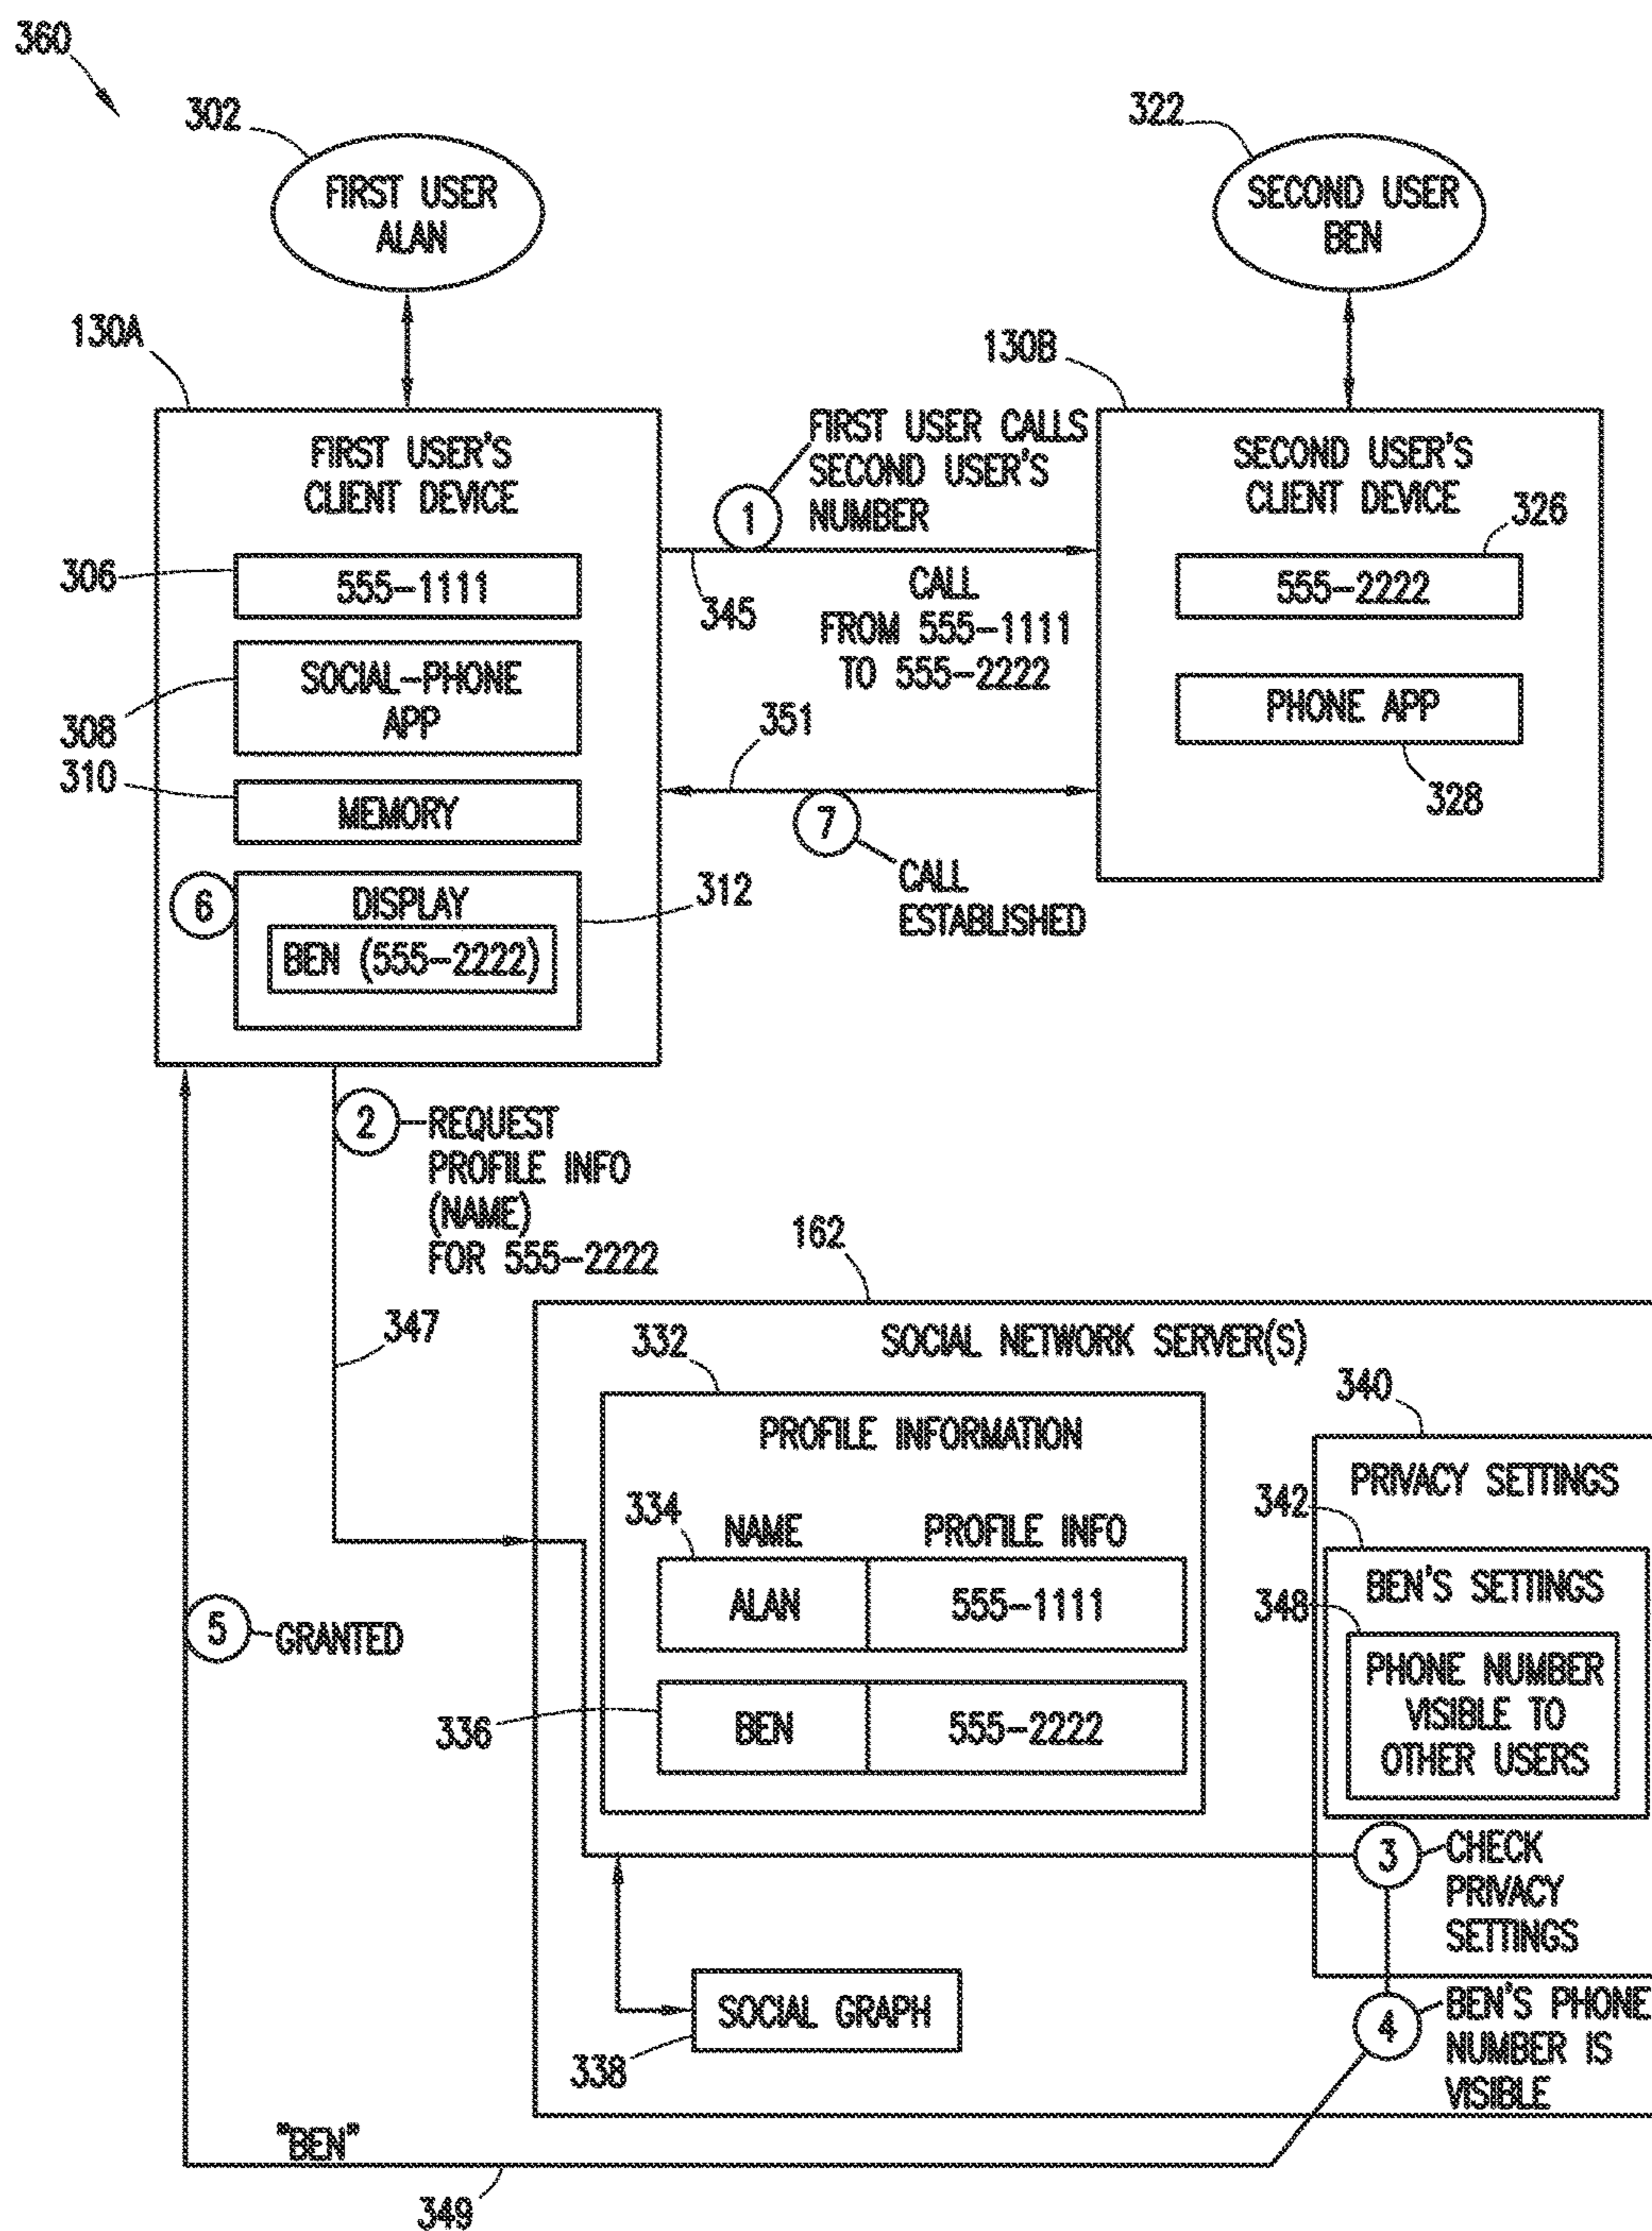 360
302
FIRST USER
ALAN
322
SECOND USER
BEN
130A
FIRST USER'S
CLIENT DEVICE
306
555-1111
308
SOCIAL-PHONE
APP
310
MEMORY
6
DISPLAY
BEN (555-2222)
312
1
FIRST USER CALLS
SECOND USER'S
NUMBER
345
CALL
FROM 555-1111
TO 555-2222
351
7
CALL
ESTABLISHED
130B
SECOND USER'S
CLIENT DEVICE
326
555-2222
PHONE APP
328
2
REQUEST
PROFILE INFO
(NAME)
FOR 555-2222
347
162
SOCIAL NETWORK SERVER(S)
332
PROFILE INFORMATION
334
NAME
PROFILE INFO
ALAN
555-1111
336
BEN
555-2222
340
PRIVACY SETTINGS
342
BEN'S SETTINGS
348
PHONE NUMBER
VISIBLE TO
OTHER USERS
3
CHECK
PRIVACY
SETTINGS
SOCIAL GRAPH
338
4
BEN'S PHONE
NUMBER IS
VISIBLE
5
GRANTED
"BEN"
349